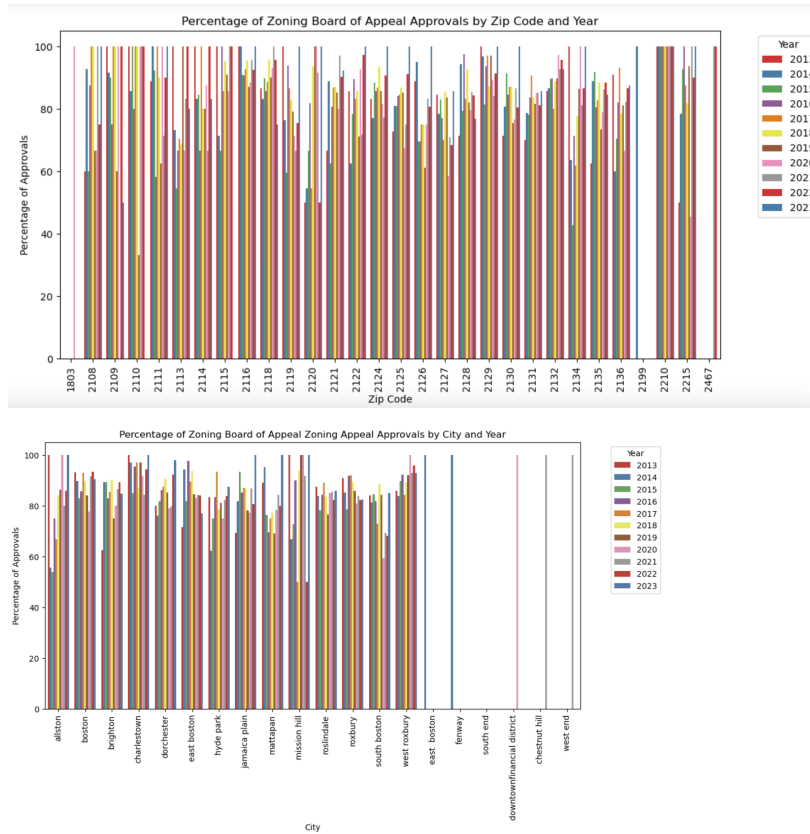 Percentage of Zoning Board of Appeal Approvals by Zip Code and Year
Percentage of Approvals
100
80
60
40
20
0
1803
2108
2109
2110
2111
2113
2114
2115
2116
2118
2119
2120
2121
2122
2124
2125
2126
2127
2128
2129
2130
2131
2132
2134
2135
2136
2199
2210
2215
2467
Zip Code
Year
Percentage of Zoning Board of Appeal Zoning Appeal Approvals by City and Year
Percentage of Approvals
100
80
60
40
20
0
allston
boston
brighton
charlestown
dorchester
east boston
hyde park
jamaica plain
mattapan
mission hill
roslindale
roxbury
south boston
west roxbury
east  boston
fenway
south end
downtownfinancial district
chestnut hill
west end
City
Year
2013
2014
2015
2016
2017
2018
2019
2020
2021
2022
2023